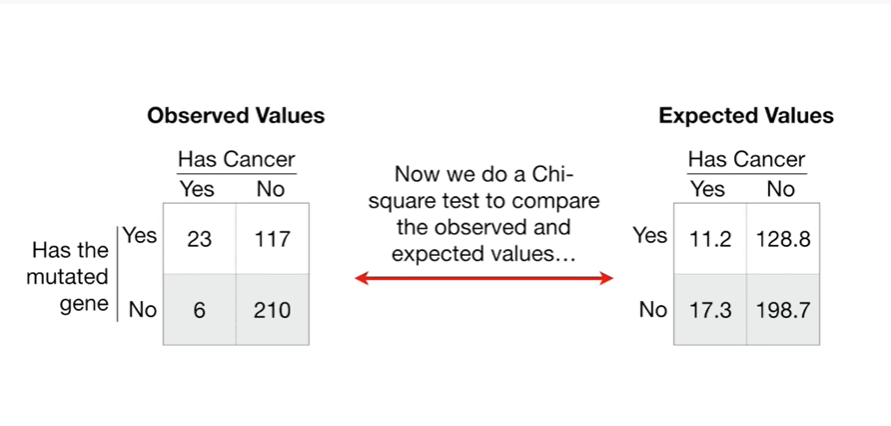 Observed Values
Has Cancer
Yes No
Has the
mutated
gene
Yes 23 117
No 6 210
Now we do a Chi-
square test to compare
the observed and
expected values...
Expected Values
Has Cancer
Yes No
Yes 11.2 128.8
No 17.3 198.7